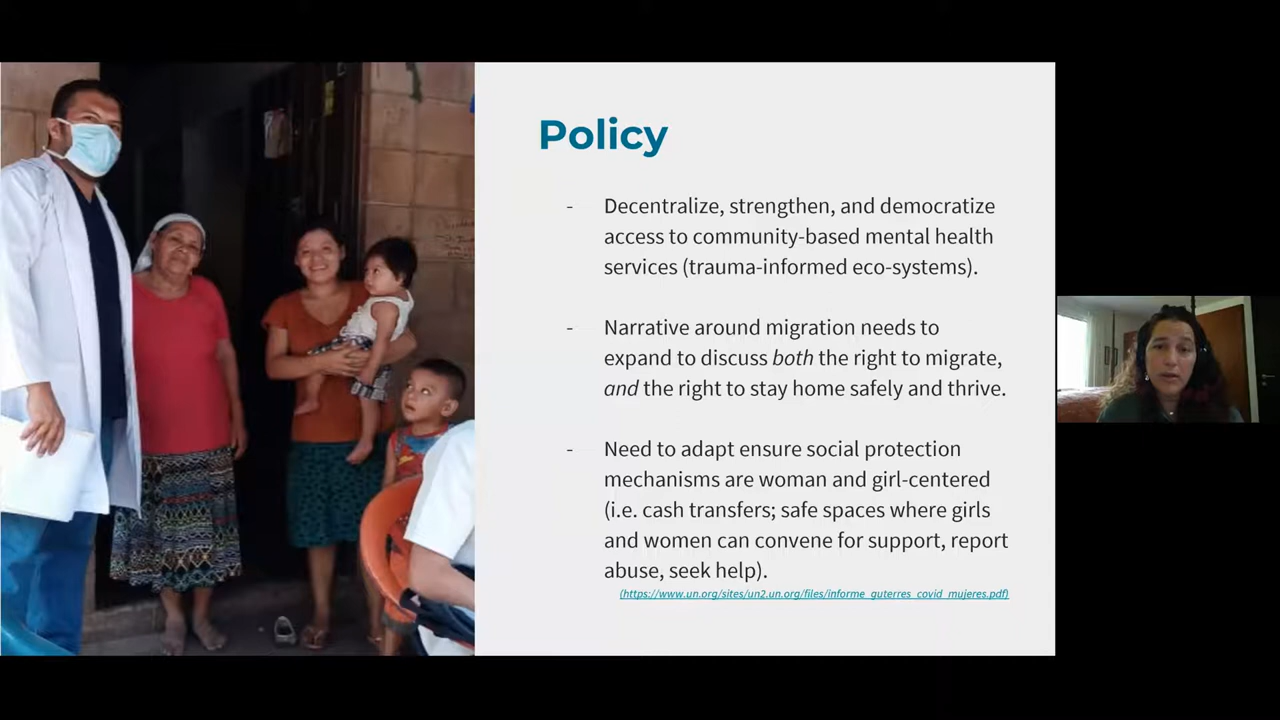 Policy
- Decentralize, strengthen, and democratize
access to community-based mental health
services (trauma-informed eco-systems).
- Narrative around migration needs to
expand to discuss both the right to migrate,
and the right to stay home safely and thrive.
- Need to adapt ensure social protection
mechanisms are woman and girl-centered
(i.e. cash transfers; safe spaces where girls
and women can convene for support, report
abuse, seek help).
(https://www.un.org/sites/un2.un.org/files/informe_guterres_covid_mujeres.pdf)